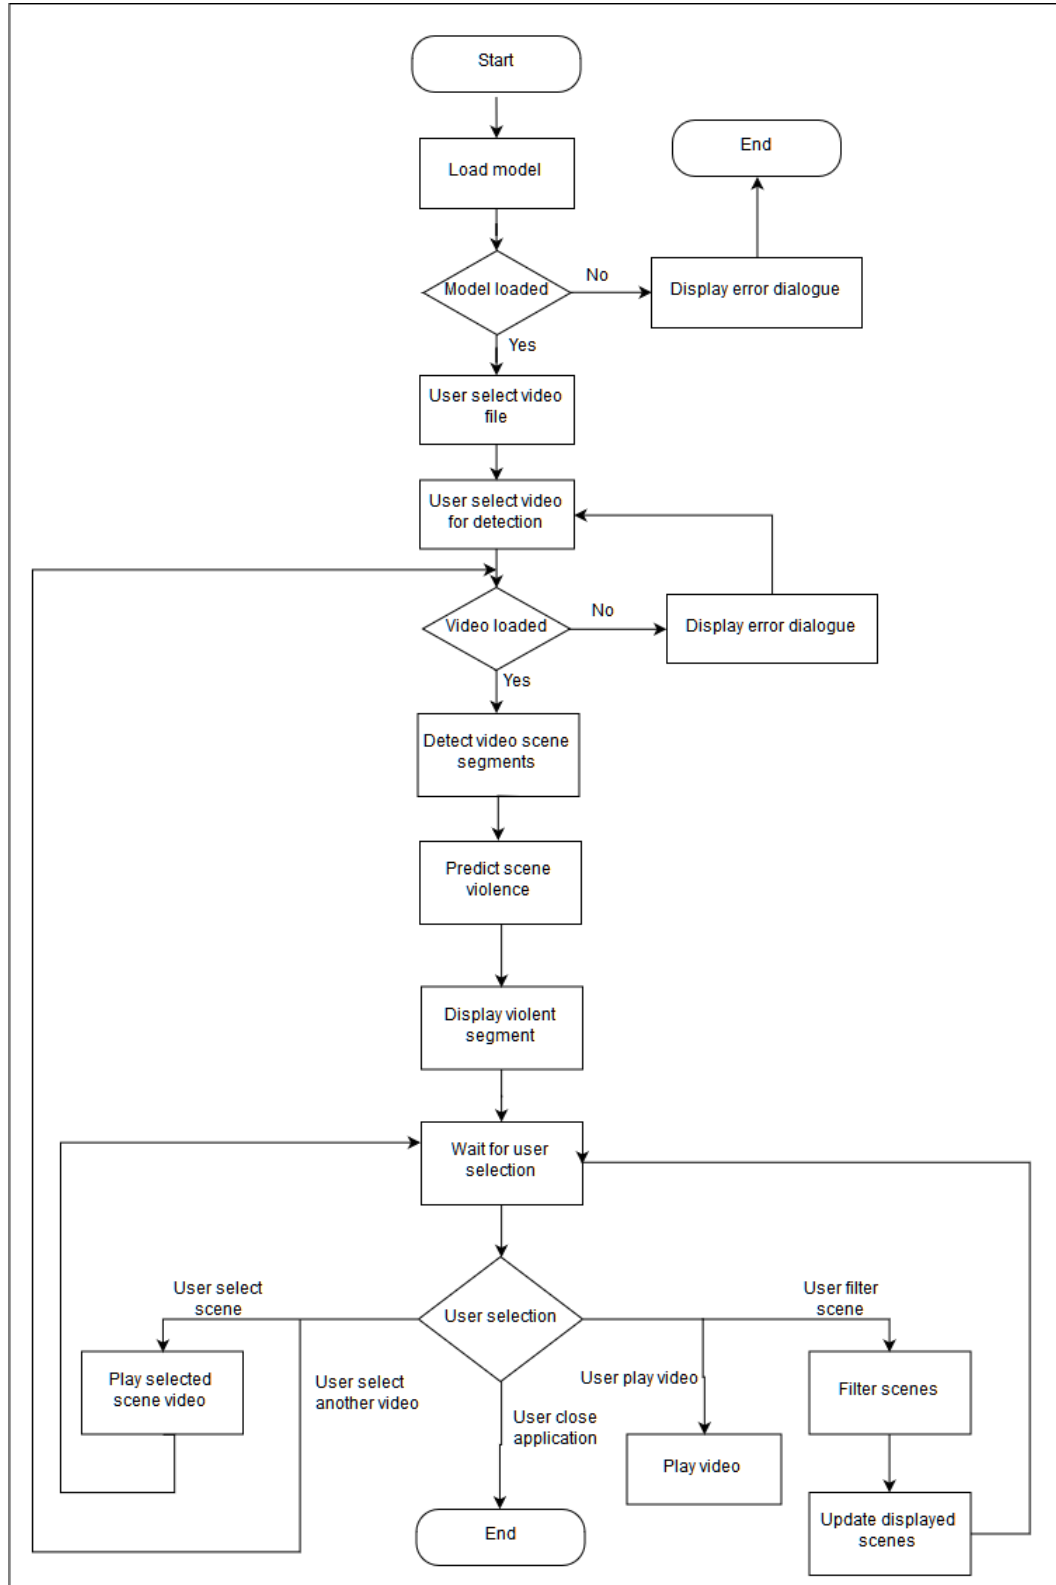 Start
Load model
End
Model loaded
No
Display error dialogue
Yes
User select video
file
User select video
for detection
Video loaded
No
Display error dialogue
Yes
Detect video scene
segments
Predict scene
violence
Display violent
segment
Wait for user
selection
User selection
User select
scene
User filter
scene
Play selected
scene video
User select
another video
User close
application
User play video
Filter scenes
Play video
End
Update displayed
scenes